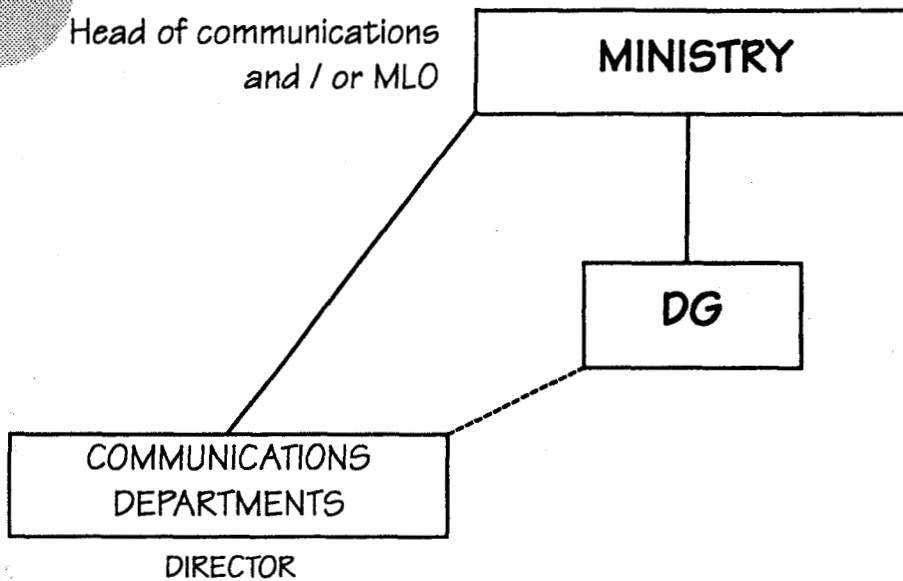 Head of communications
and / or MLO
MINISTRY
DG
COMMUNICATIONS
DEPARTMENTS
DIRECTOR